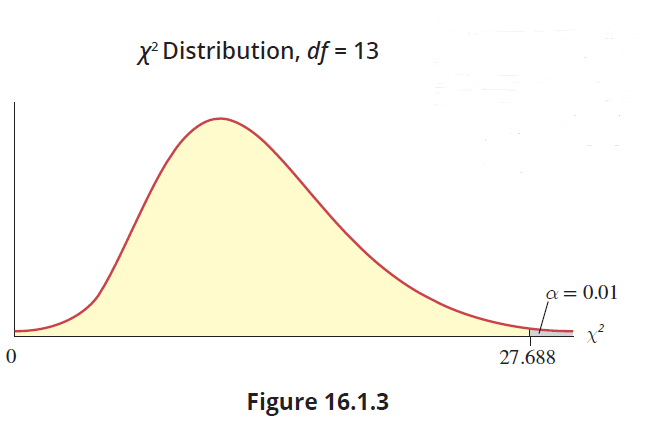 χ² Distribution, df = 13
α = 0.01
χ²
0
27.688
Figure 16.1.3